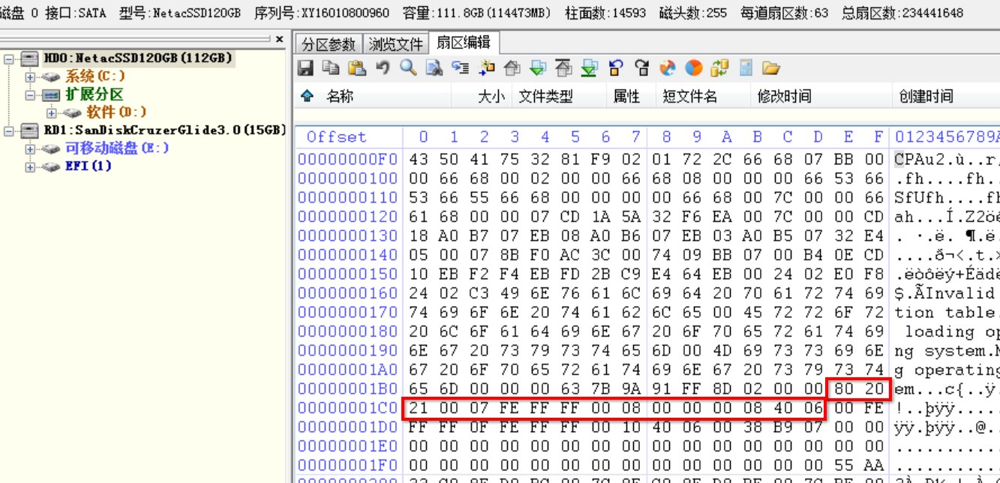 磁盘 0 接口:SATA 型号:NetacSSD120GB 序列号:XY16010800960 容量:111.8GB(114473MB) 柱面数:14593 磁头数:255 每道扇区数:63 总扇区数:234441648
HD0:NetacSSD120GB(112GB)
系统(C:)
扩展分区
软件(D:)
RD1:SanDiskCruzerGlide3.0(15GB)
可移动磁盘(E:)
EFI(1)
分区参数 浏览文件 扇区编辑
名称 大小 文件类型 属性 短文件名 修改时间 创建时间
Offset 0 1 2 3 4 5 6 7 8 9 A B C D E F 0123456789A
00000000F0 43 50 41 75 32 81 F9 02 01 72 2C 66 68 07 BB 00 CPAu2.ù..r,
0000000100 00 66 68 00 02 00 00 66 68 08 00 00 00 66 53 66 .fh....fh.
0000000110 53 66 55 66 68 00 00 00 00 66 68 00 7C 00 00 66 SfUfh....fh
0000000120 61 68 00 00 07 CD 1A 5A 32 F6 EA 00 7C 00 00 CD ah...Í.Z2öê
0000000130 18 A0 B7 07 EB 08 A0 B6 07 EB 03 A0 B5 07 32 E4 . ·.ë. ¶.ë.
0000000140 05 00 07 8B F0 AC 3C 00 74 09 BB 07 00 B4 0E CD ....ð¬<.t.»
0000000150 10 EB F2 F4 EB FD 2B C9 E4 64 EB 00 24 02 E0 F8 .ëòôëý+Éädë
0000000160 24 02 C3 49 6E 76 61 6C 69 64 20 70 61 72 74 69 $.ÃInvalid
0000000170 74 69 6F 6E 20 74 61 62 6C 65 00 45 72 72 6F 72 tion table.
0000000180 20 6C 6F 61 64 69 6E 67 20 6F 70 65 72 61 74 69 loading op
0000000190 6E 67 20 73 79 73 74 65 6D 00 4D 69 73 73 69 6E ng system.M
00000001A0 67 20 6F 70 65 72 61 74 69 6E 67 20 73 79 73 74 g operating
00000001B0 65 6D 00 00 00 63 7B 9A 91 FF 8D 02 00 00 80 20 em...c{..ÿ.
00000001C0 21 00 07 FE FF FF 00 08 00 00 00 08 40 06 00 FE !..þÿÿ.....
00000001D0 FF FF 0F FE FF FF 00 10 40 06 00 38 B9 07 00 00 ÿÿ.þÿÿ..@..
00000001E0 00 00 00 00 00 00 00 00 00 00 00 00 00 00 00 00 ...........
00000001F0 00 00 00 00 00 00 00 00 00 00 00 00 00 00 55 AA ...........